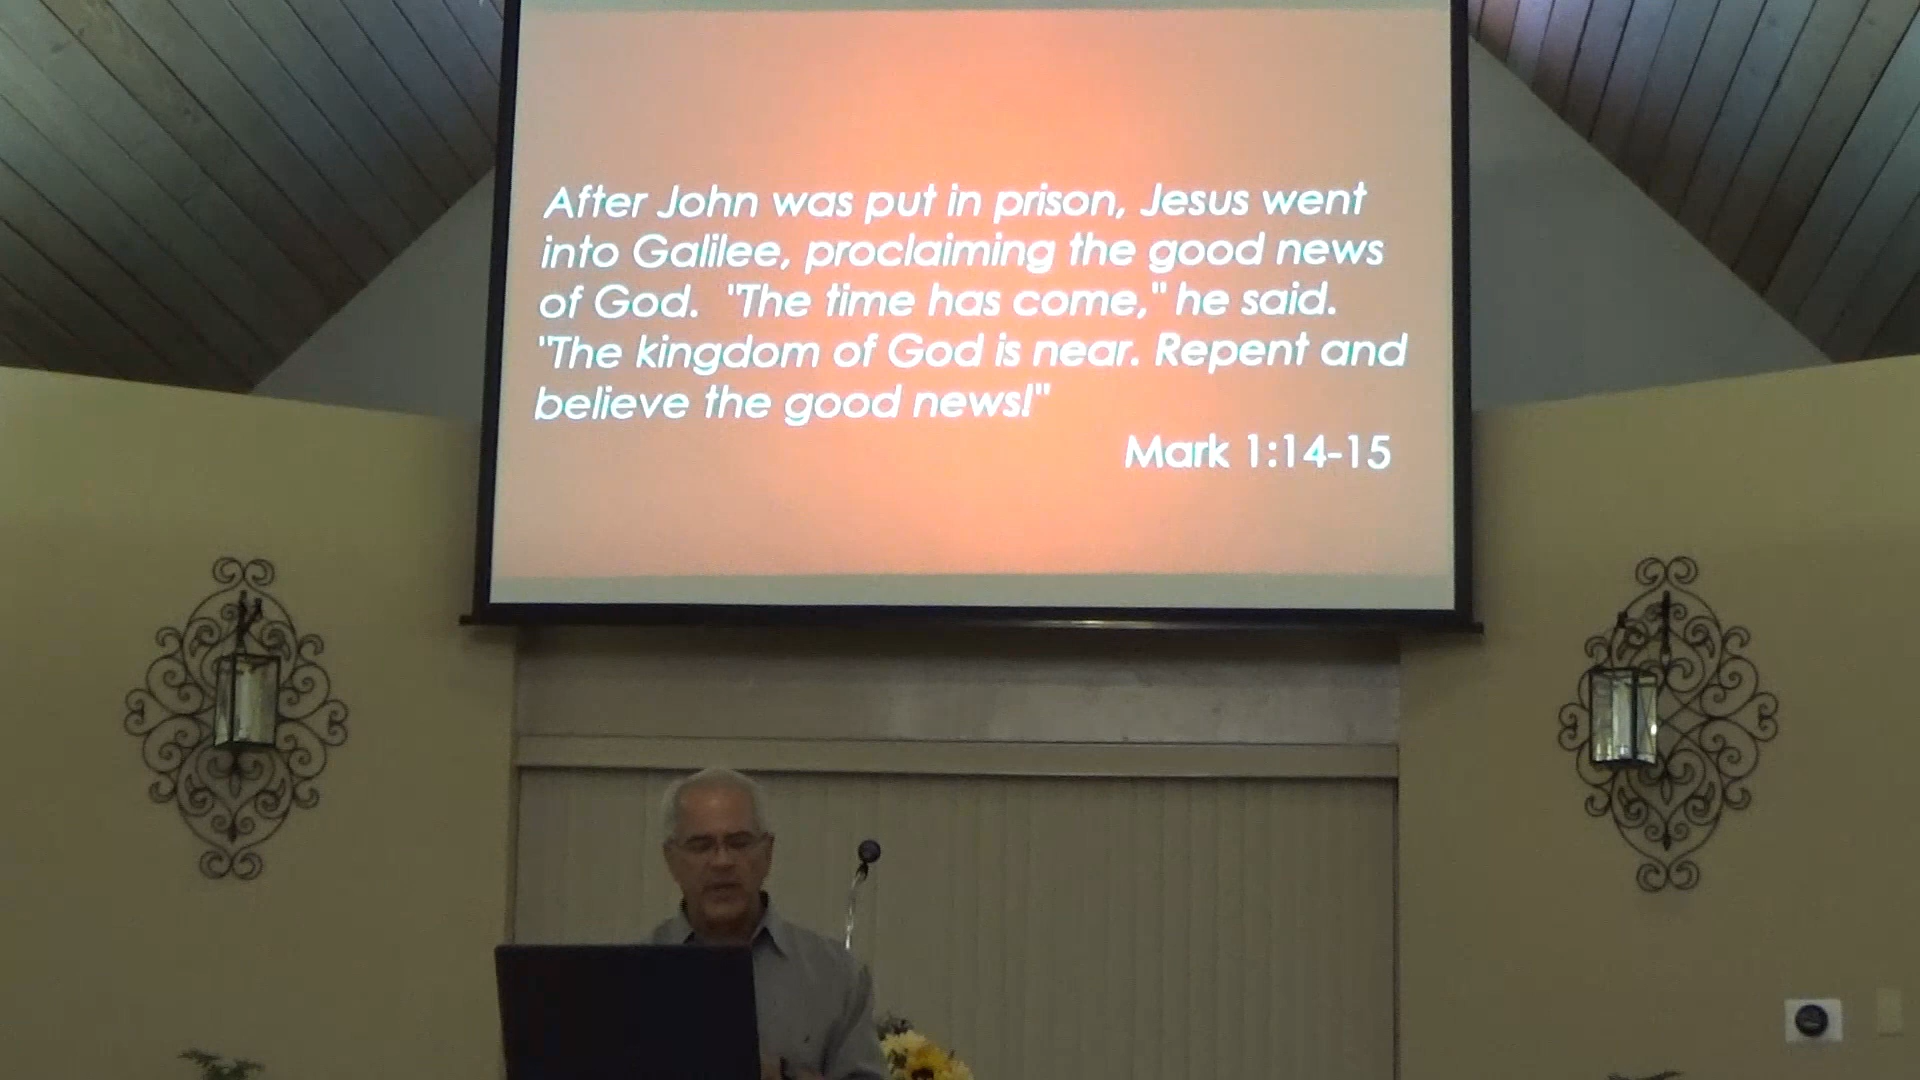 After John was put in prison, Jesus went
into Galilee, proclaiming the good news
of God.  "The time has come," he said.
"The kingdom of God is near. Repent and
believe the good news!"
Mark 1:14-15